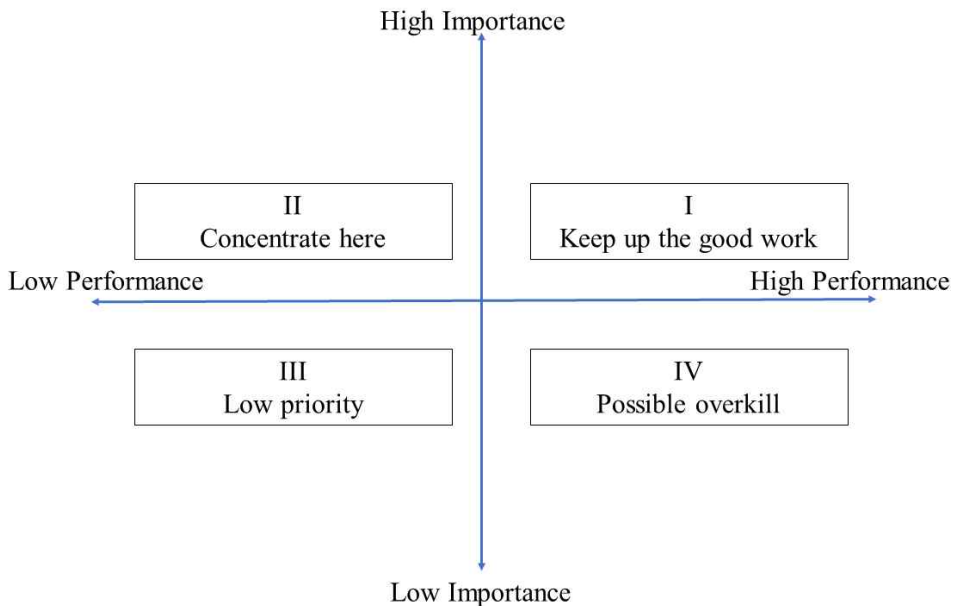 High Importance
II
Concentrate here
I
Keep up the good work
Low Performance
High Performance
III
Low priority
IV
Possible overkill
Low Importance